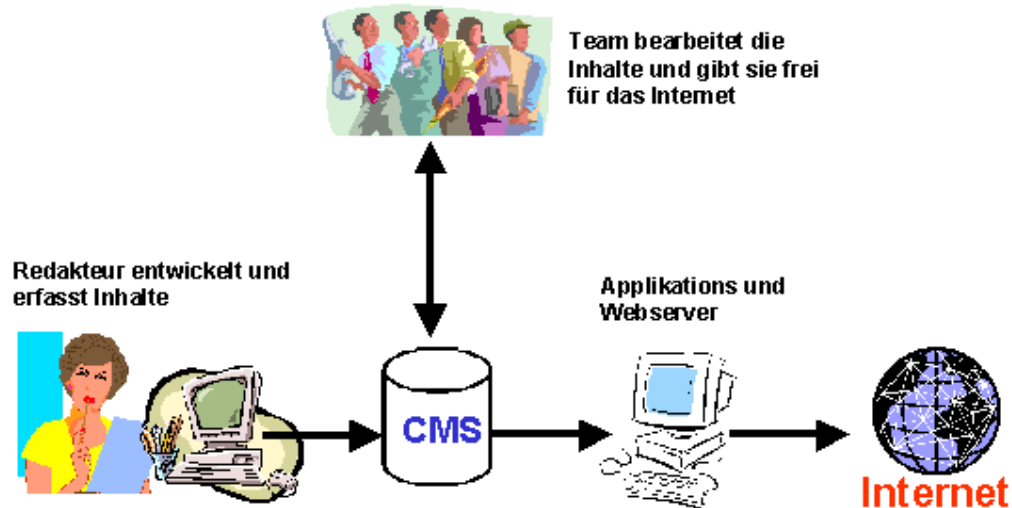 Team bearbeitet die
Inhalte und gibt sie frei
für das Internet
Redakteur entwickelt und
erfasst Inhalte
Applikations und
Webserver
CMS
Internet